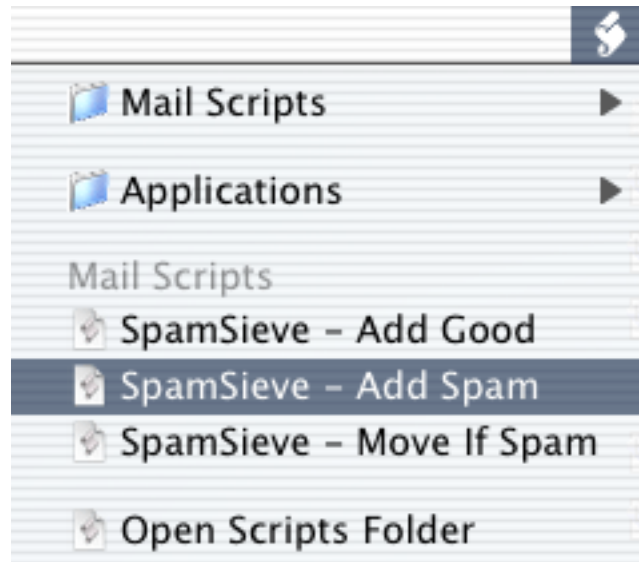 Mail Scripts
Applications
Mail Scripts
SpamSieve – Add Good
SpamSieve – Add Spam
SpamSieve – Move If Spam
Open Scripts Folder